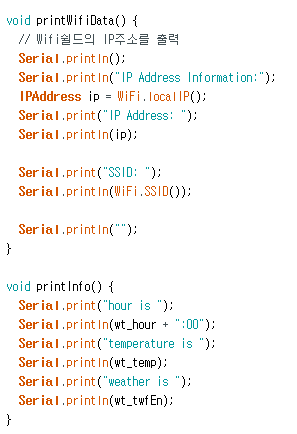 void printWifiData() {
  // Wifi쉴드의 IP주소를 출력
  Serial.println();
  Serial.println("IP Address Information:");
  IPAddress ip = WiFi.localIP();
  Serial.print("IP Address: ");
  Serial.println(ip);

  Serial.print("SSID: ");
  Serial.println(WiFi.SSID());

  Serial.println("");
}

void printInfo() {
  Serial.print("hour is ");
  Serial.println(wt_hour + ":00");
  Serial.print("temperature is ");
  Serial.println(wt_temp);
  Serial.print("weather is ");
  Serial.println(wt_twfEn);
}